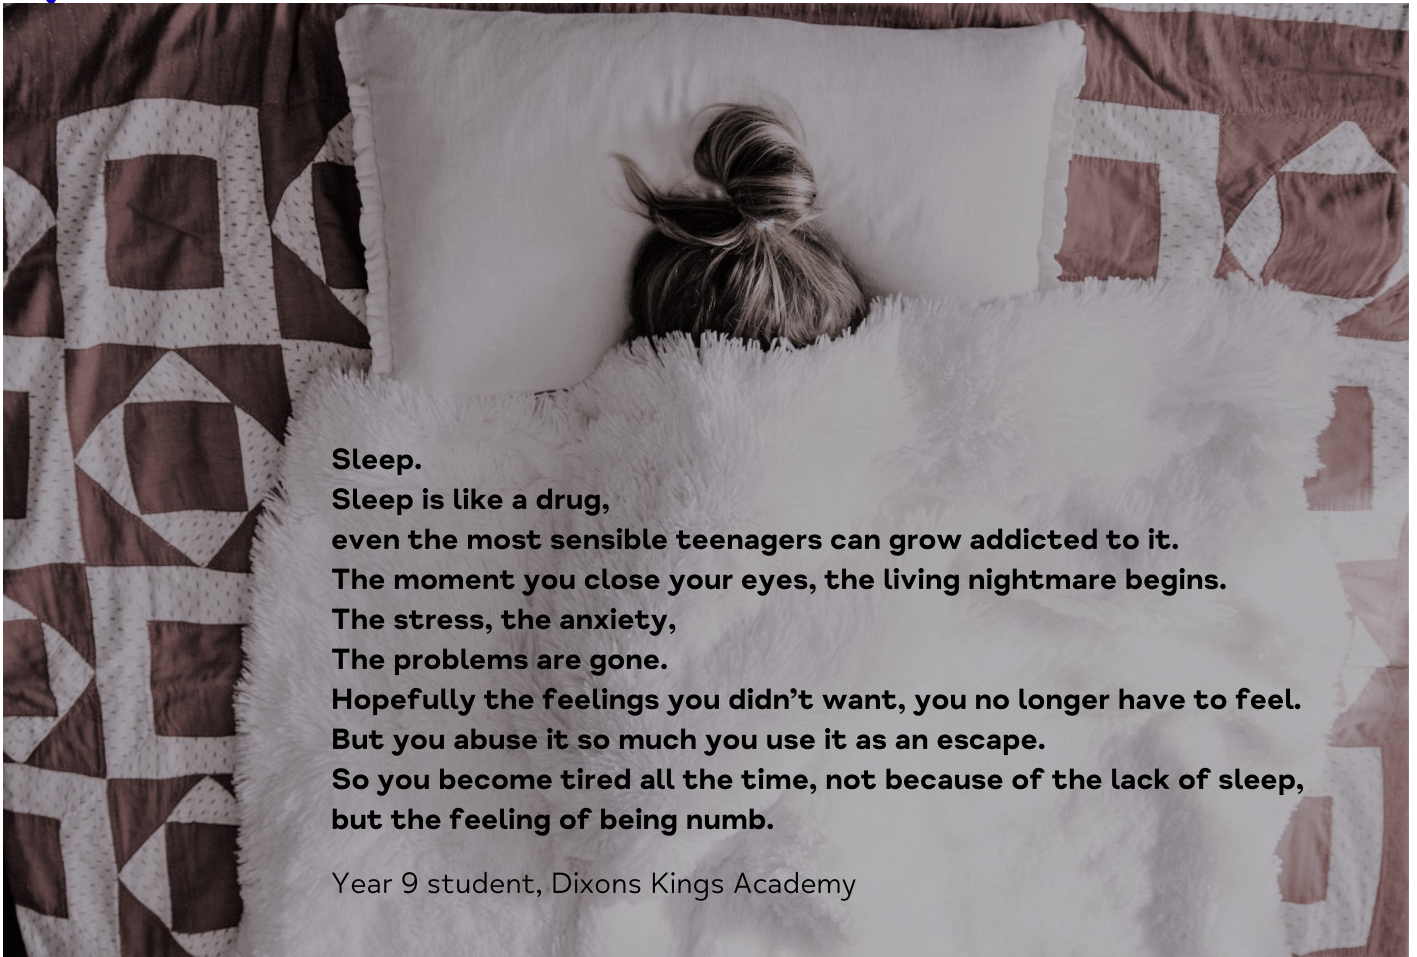 Sleep.
Sleep is like a drug,
even the most sensible teenagers can grow addicted to it.
The moment you close your eyes, the living nightmare begins.
The stress, the anxiety,
The problems are gone.
Hopefully the feelings you didn’t want, you no longer have to feel.
But you abuse it so much you use it as an escape.
So you become tired all the time, not because of the lack of sleep,
but the feeling of being numb.
Year 9 student, Dixons Kings Academy